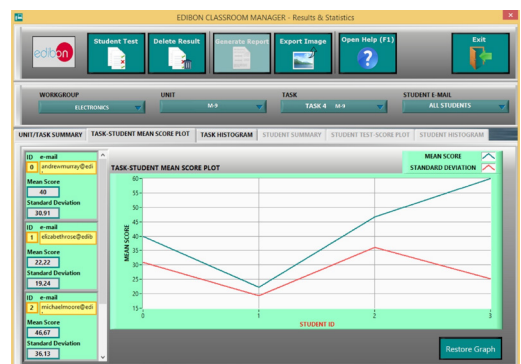 EDIBON CLASSROOM MANAGER - Results & Statistics
edibon
Student Test
Delete Result
Generate Report
Export Image
Open Help (F1)
Exit
WORKGROUP
UNIT
TASK
STUDENT E-MAIL
ELECTRONICS
M-9
TASK 4 M-9
ALL STUDENTS
UNIT/TASK SUMMARY
TASK-STUDENT MEAN SCORE PLOT
TASK HISTOGRAM
STUDENT SUMMARY
STUDENT TEST-SCORE PLOT
STUDENT HISTOGRAM
ID e-mail
0 andrewmurray@edi
Mean Score
40
Standard Deviation
30,91
ID e-mail
1 elizabethrose@edib
Mean Score
22,22
Standard Deviation
19,24
ID e-mail
2 michaelmoore@edi
Mean Score
46,67
Standard Deviation
36,13
TASK-STUDENT MEAN SCORE PLOT
MEAN SCORE
STANDARD DEVIATION
MEAN SCORE
60
55
50
45
40
35
30
25
20
15
0
1
2
3
STUDENT ID
Restore Graph